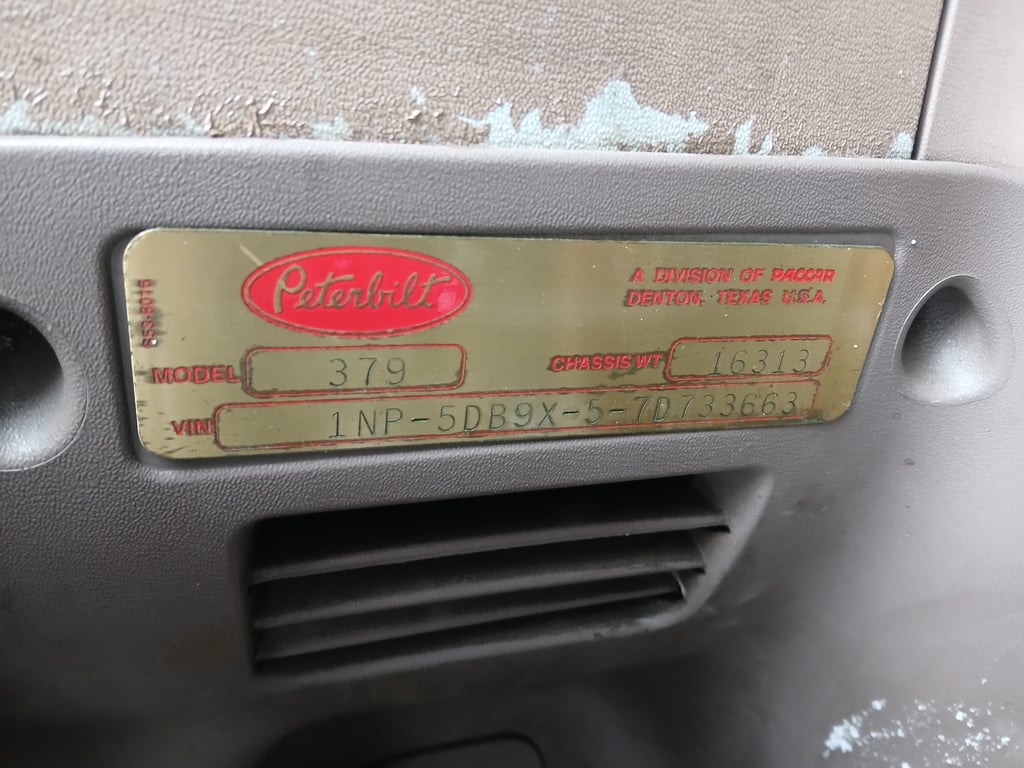 Peterbilt
A DIVISION OF PACCAR
DENTON, TEXAS U.S.A.
MODEL 379
CHASSIS WT 16313
VIN 1NP-5DB9X-5-7D733663